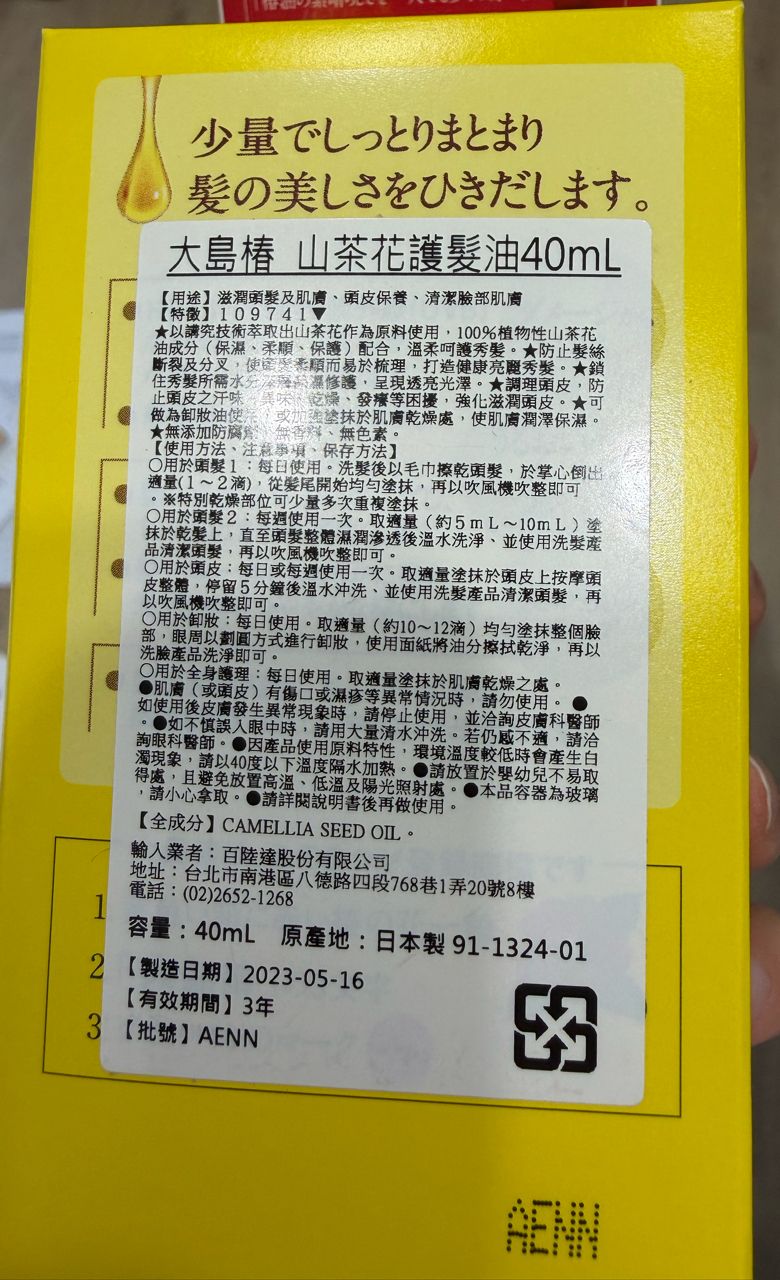 少量でしっとりまとまり
髪の美しさをひきだします。
大島椿 山茶花護髮油40mL
【用途】滋潤頭髮及肌膚、頭皮保養、清潔臉部肌膚
【特徵】109741▼
★以講究技術萃取出山茶花作為原料使用，100%植物性山茶花
油成分（保濕、柔順、保護）配合，溫柔呵護秀髮。★防止髮絲
斷裂及分叉，使頭髮柔順而易於梳理，打造健康亮麗秀髮。★鎖
住秀髮所需水分 修護，呈現透亮光澤。★調理頭皮，防
止頭皮之汗味、異味、乾燥、發癢等困擾，強化滋潤頭皮。★可
做為卸妝油使用，或加強塗抹於肌膚乾燥處，使肌膚潤澤保濕。
★無添加防腐劑、無香料、無色素。
【使用方法、注意事項、保存方法】
○用於頭髮1：每日使用。洗髮後以毛巾擦乾頭髮，於掌心倒出
適量(1～2滴)，從髮尾開始均勻塗抹，再以吹風機吹整即可
。※特別乾燥部位可少量多次重複塗抹。
○用於頭髮2：每週使用一次。取適量（約5mL～10mL）塗
抹於乾髮上，直至頭髮整體濕潤滲透後溫水洗淨、並使用洗髮產
品清潔頭髮，再以吹風機吹整即可。
○用於頭皮：每日或每週使用一次。取適量塗抹於頭皮上按摩頭
皮整體，停留5分鐘後溫水沖洗、並使用洗髮產品清潔頭髮，再
以吹風機吹整即可。
○用於卸妝：每日使用。取適量（約10～12滴）均勻塗抹整個臉
部，眼周以劃圓方式進行卸妝，使用面紙將油分擦拭乾淨，再以
洗臉產品洗淨即可。
○用於全身護理：每日使用。取適量塗抹於肌膚乾燥之處。
●肌膚（或頭皮）有傷口或濕疹等異常情況時，請勿使用。●
如使用後皮膚發生異常現象時，請停止使用，並洽詢皮膚科醫師
。●如不慎誤入眼中時，請用大量清水沖洗。若仍感不適，請洽
詢眼科醫師。●因產品使用原料特性，環境溫度較低時會產生白
濁現象，請以40度以下溫度隔水加熱。●請放置於嬰幼兒不易取
得處，且避免放置高溫、低溫及陽光照射處。●本品容器為玻璃
，請小心拿取。●請詳閱說明書後再做使用。
【全成分】CAMELLIA SEED OIL。
輸入業者：百陸達股份有限公司
地址：台北市南港區八德路四段768巷1弄20號8樓
電話：(02)2652-1268
容量：40mL 原產地：日本製 91-1324-01
【製造日期】2023-05-16
【有效期間】3年
【批號】AENN
1
2
3
AENN